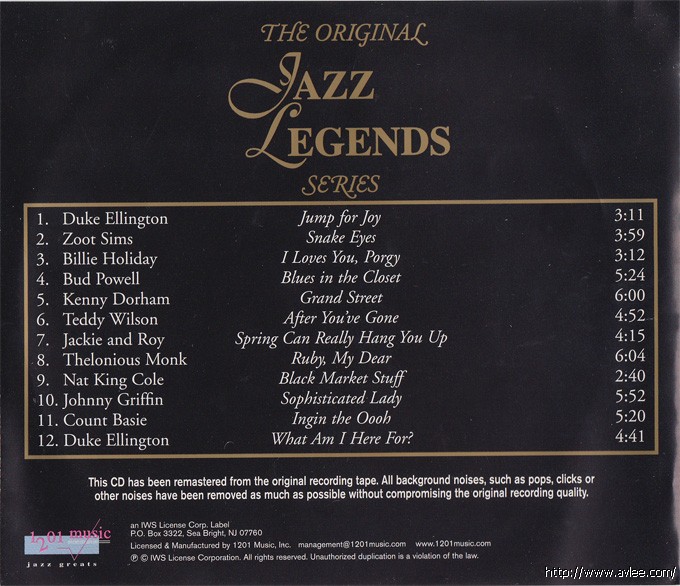 THE ORIGINAL
JAZZ
LEGENDS
SERIES
1. Duke Ellington Jump for Joy 3:11
2. Zoot Sims Snake Eyes 3:59
3. Billie Holiday I Loves You, Porgy 3:12
4. Bud Powell Blues in the Closet 5:24
5. Kenny Dorham Grand Street 6:00
6. Teddy Wilson After You've Gone 4:52
7. Jackie and Roy Spring Can Really Hang You Up 4:15
8. Thelonious Monk Ruby, My Dear 6:04
9. Nat King Cole Black Market Stuff 2:40
10. Johnny Griffin Sophisticated Lady 5:52
11. Count Basie Ingin the Oooh 5:20
12. Duke Ellington What Am I Here For? 4:41
This CD has been remastered from the original recording tape. All background noises, such as pops, clicks or
other noises have been removed as much as possible without compromising the original recording quality.
1201 music
jazz greats
an IWS License Corp. Label
P.O. Box 3322, Sea Bright, NJ 07760
Licensed & Manufactured by 1201 Music, Inc. management@1201music.com www.1201music.com
℗ © IWS License Corporation. All rights reserved. Unauthorized duplication is a violation of the law.
http://www.avlee.com/